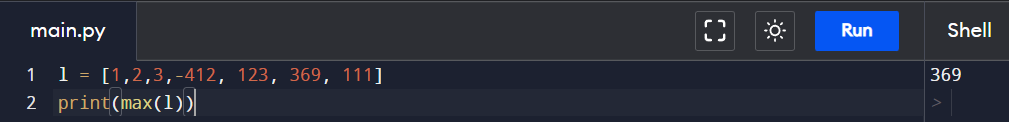 main.py Run Shell
1 l = [1,2,3,-412, 123, 369, 111] 369
2 print(max(l)) >